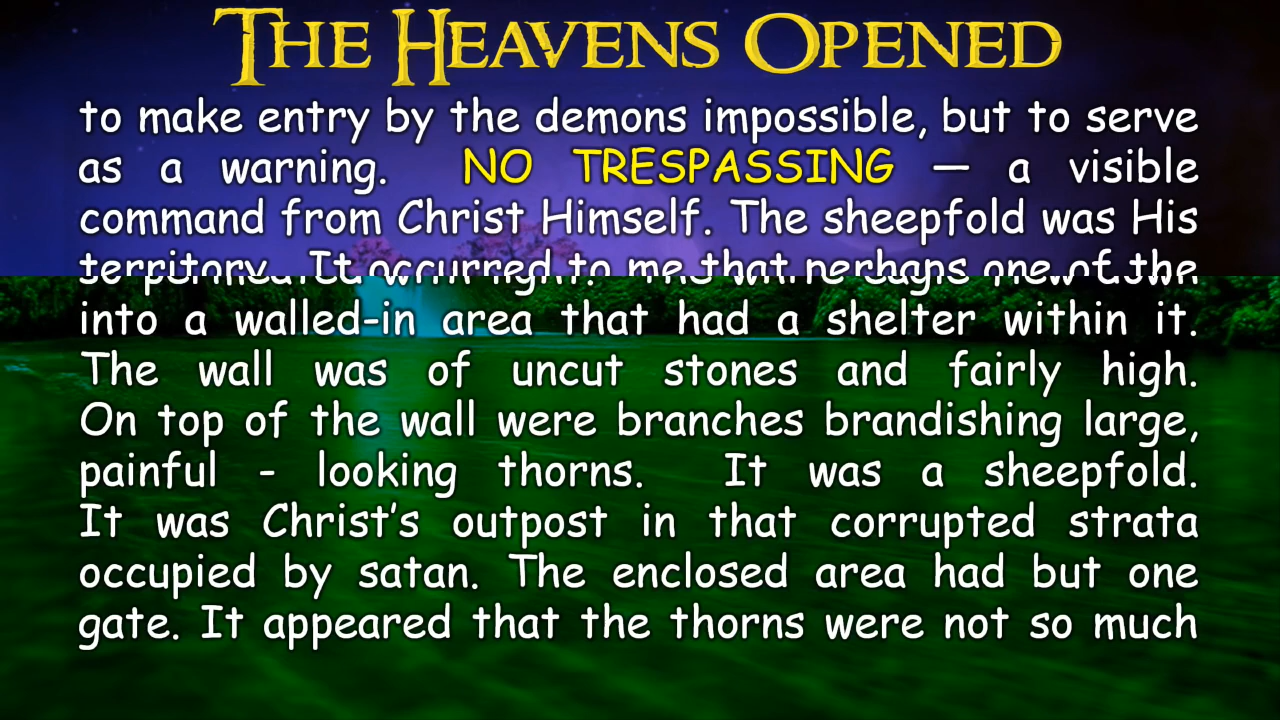 THE HEAVENS OPENED
to make entry by the demons impossible, but to serve
as a warning. NO TRESPASSING — a visible
command from Christ Himself. The sheepfold was His
territory. It occurred to me that perhaps one of the
into a walled-in area that had a shelter within it.
The wall was of uncut stones and fairly high.
On top of the wall were branches brandishing large,
painful - looking thorns. It was a sheepfold.
It was Christ's outpost in that corrupted strata
occupied by satan. The enclosed area had but one
gate. It appeared that the thorns were not so much